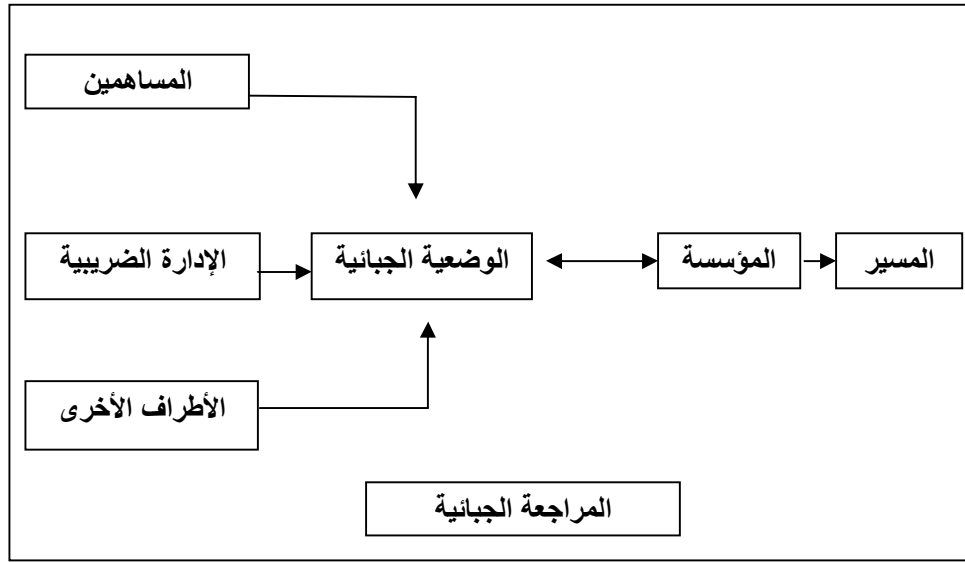 المساهمين
المسير
المؤسسة
الوضعية الجبائية
الإدارة الضريبية
الأطراف الأخرى
المراجعة الجبائية